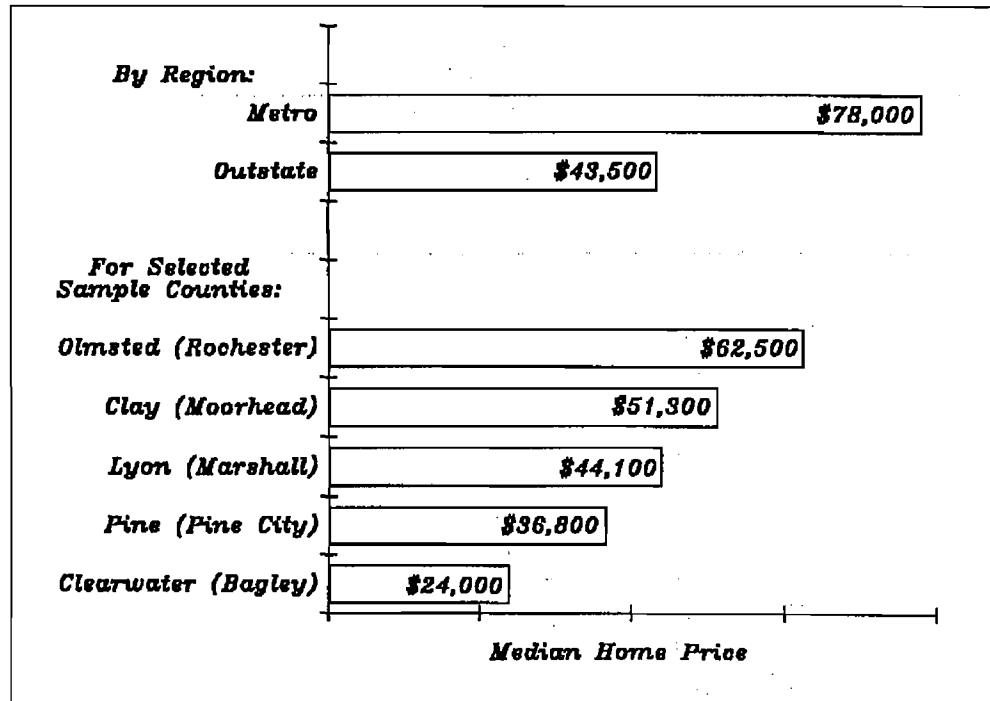 By Region:
Metro $78,000
Outstate $43,500
For Selected
Sample Counties:
Olmsted (Rochester) $62,500
Clay (Moorhead) $51,300
Lyon (Marshall) $44,100
Pine (Pine City) $36,800
Clearwater (Bagley) $24,000
Median Home Price